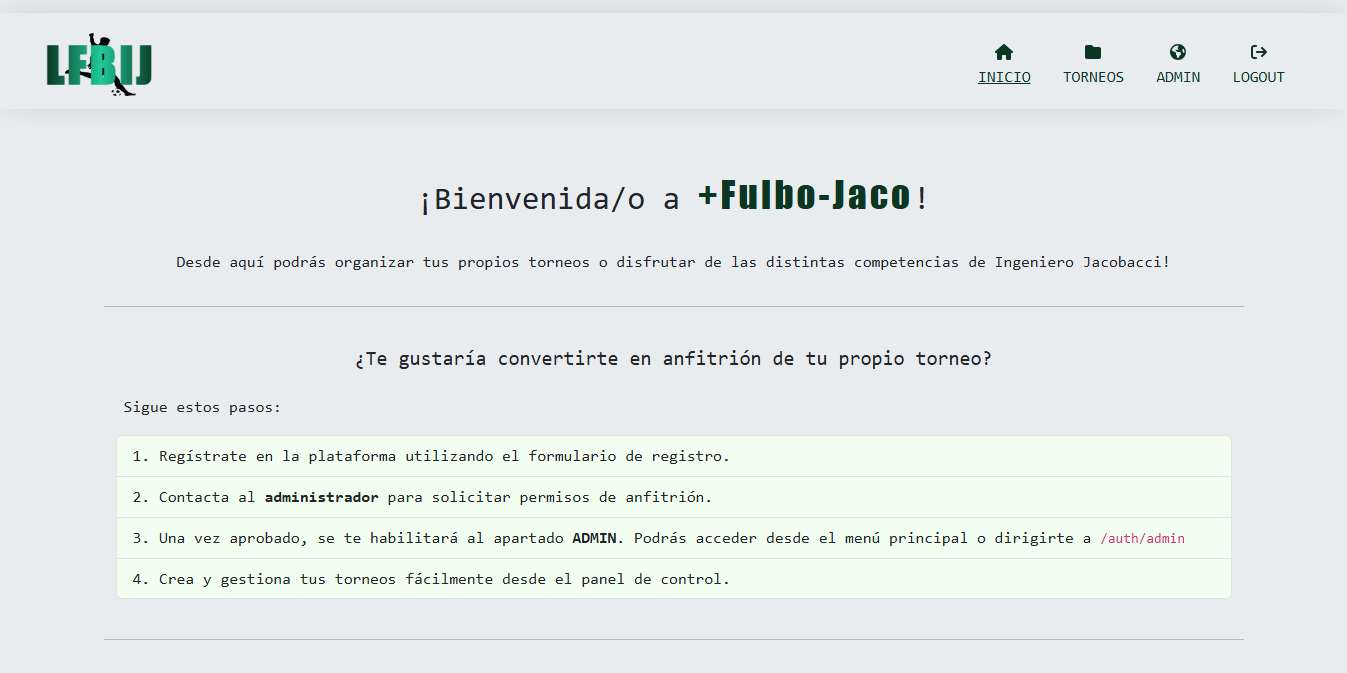 LFBIJ
INICIO TORNEOS ADMIN LOGOUT
¡Bienvenida/o a +Fulbo-Jaco!
Desde aquí podrás organizar tus propios torneos o disfrutar de las distintas competencias de Ingeniero Jacobacci!
¿Te gustaría convertirte en anfitrión de tu propio torneo?
Sigue estos pasos:
1. Regístrate en la plataforma utilizando el formulario de registro.
2. Contacta al administrador para solicitar permisos de anfitrión.
3. Una vez aprobado, se te habilitará al apartado ADMIN. Podrás acceder desde el menú principal o dirigirte a /auth/admin
4. Crea y gestiona tus torneos fácilmente desde el panel de control.